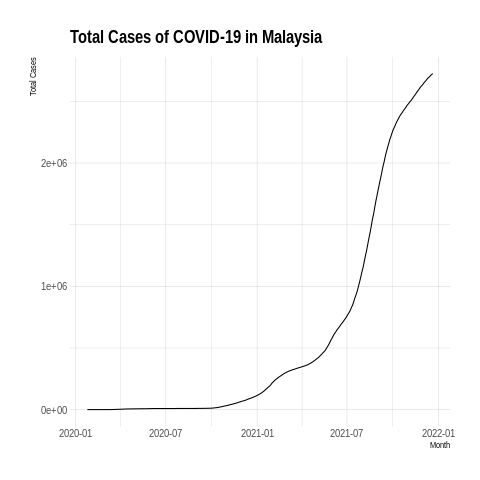 Total Cases of COVID-19 in Malaysia
Total Cases
2e+06
1e+06
0e+00
2020-01 2020-07 2021-01 2021-07 2022-01
Month